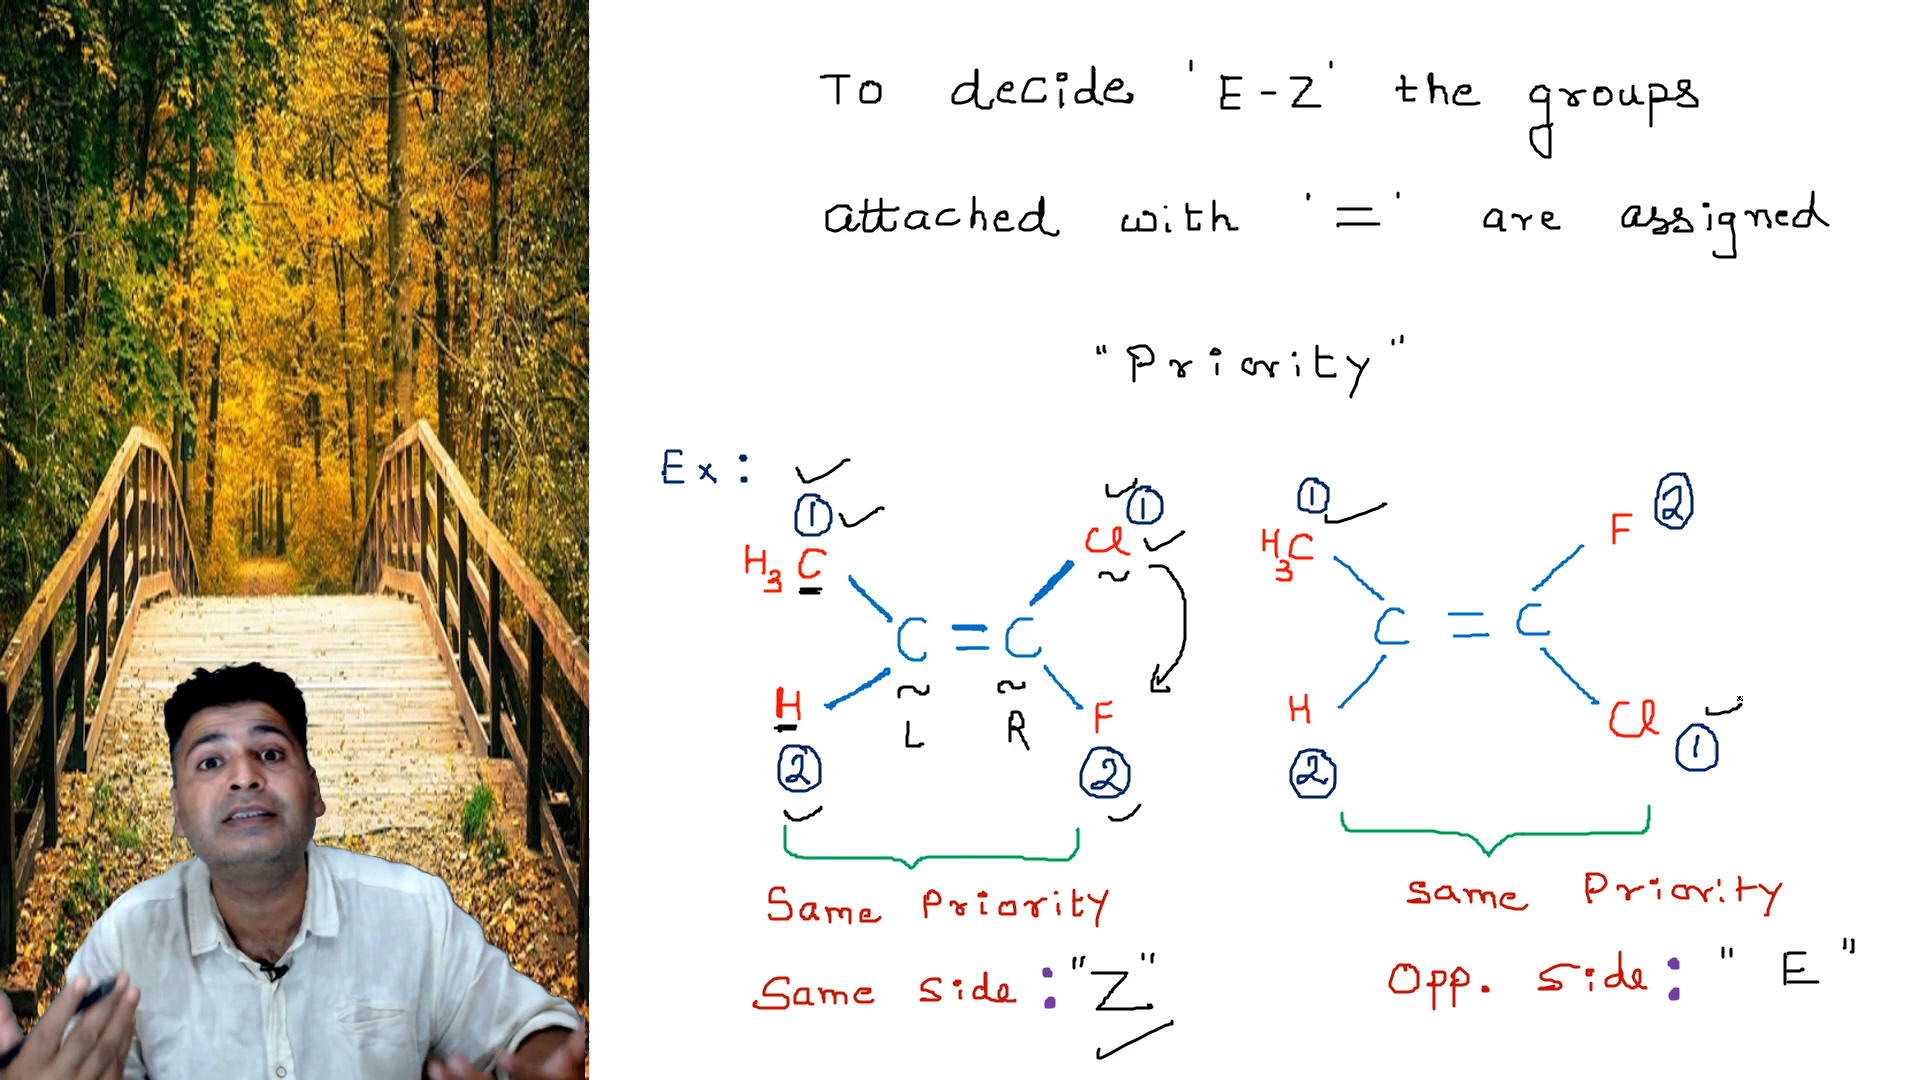 To decide 'E-Z' the groups
attached with '=' are assigned
"Priority"
Ex:
① ① ① ②
H3C Cl H3C F
C=C C=C
H L R F H Cl
② ② ② ①
Same Priority same Priority
Same side: "Z" Opp. side: "E"